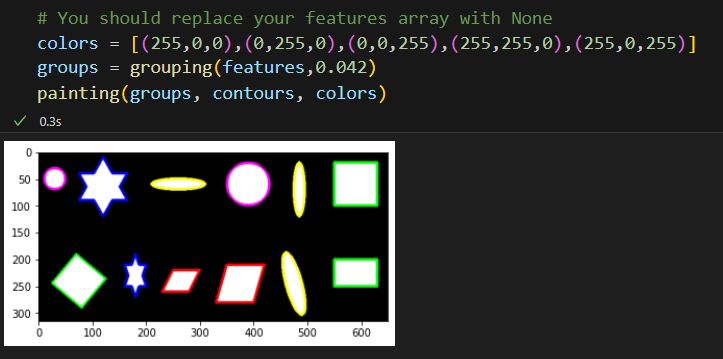 # You should replace your features array with None
colors = [(255,0,0),(0,255,0),(0,0,255),(255,255,0),(255,0,255)]
groups = grouping(features,0.042)
painting(groups, contours, colors)
✓ 0.3s
0
50
100
150
200
250
300
0 100 200 300 400 500 600